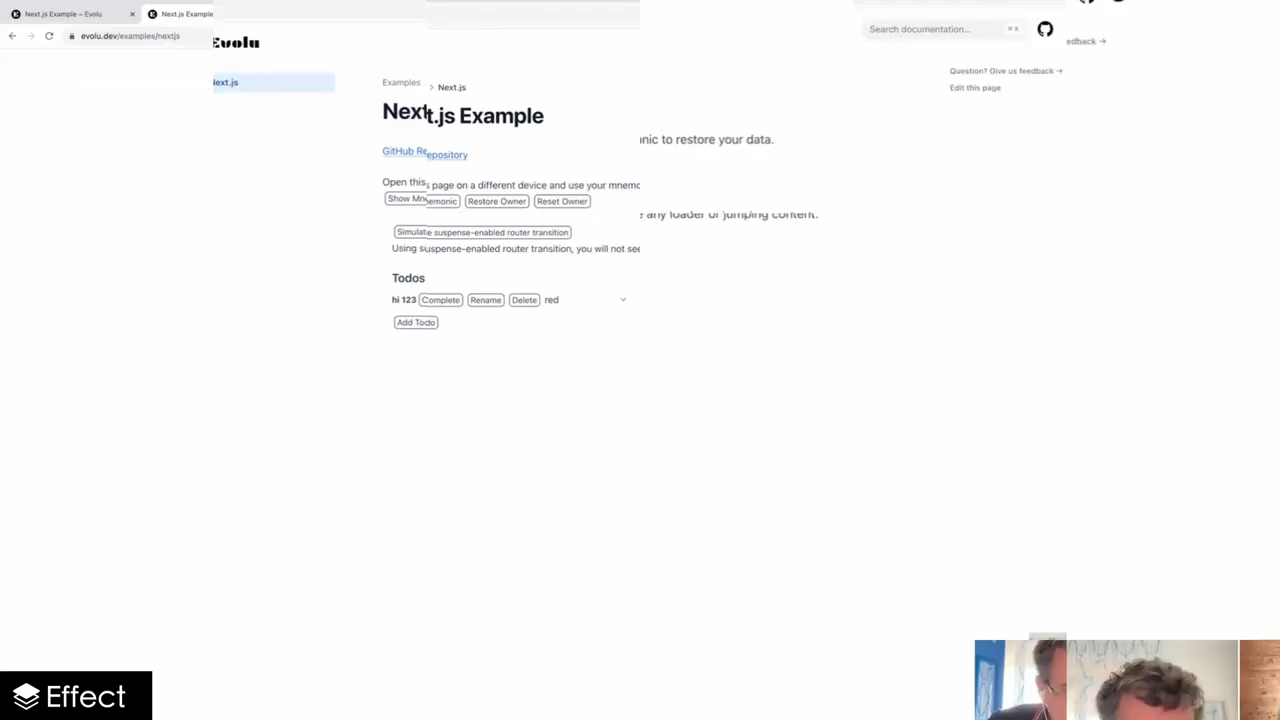 Next.js Example – Evolu × Next.js Example
evolu.dev/examples/nextjs
Evolu
Search documentation... ⌘ K
edback →
Next.js
Examples > Next.js
Question? Give us feedback →
Edit this page
Next.js Example
onic to restore your data.
GitHub Repository
Open this page on a different device and use your mnemo
Show Mnemonic Restore Owner Reset Owner
any loader or jumping content.
Simulate suspense-enabled router transition
Using suspense-enabled router transition, you will not see
Todos
hi 123 Complete Rename Delete red
Add Todo
Effect